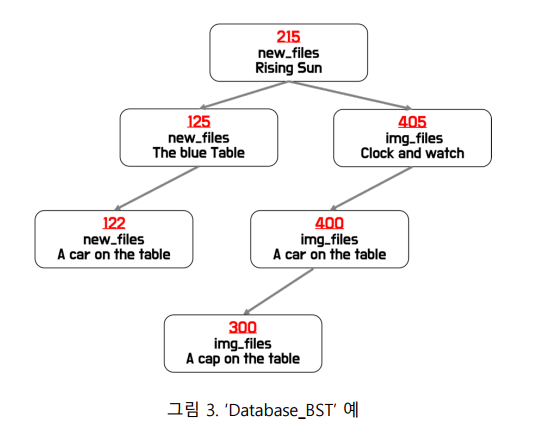 215
new_files
Rising Sun
125
new_files
The blue Table
405
img_files
Clock and watch
122
new_files
A car on the table
400
img_files
A car on the table
300
img_files
A cap on the table
그림 3. 'Database_BST' 예